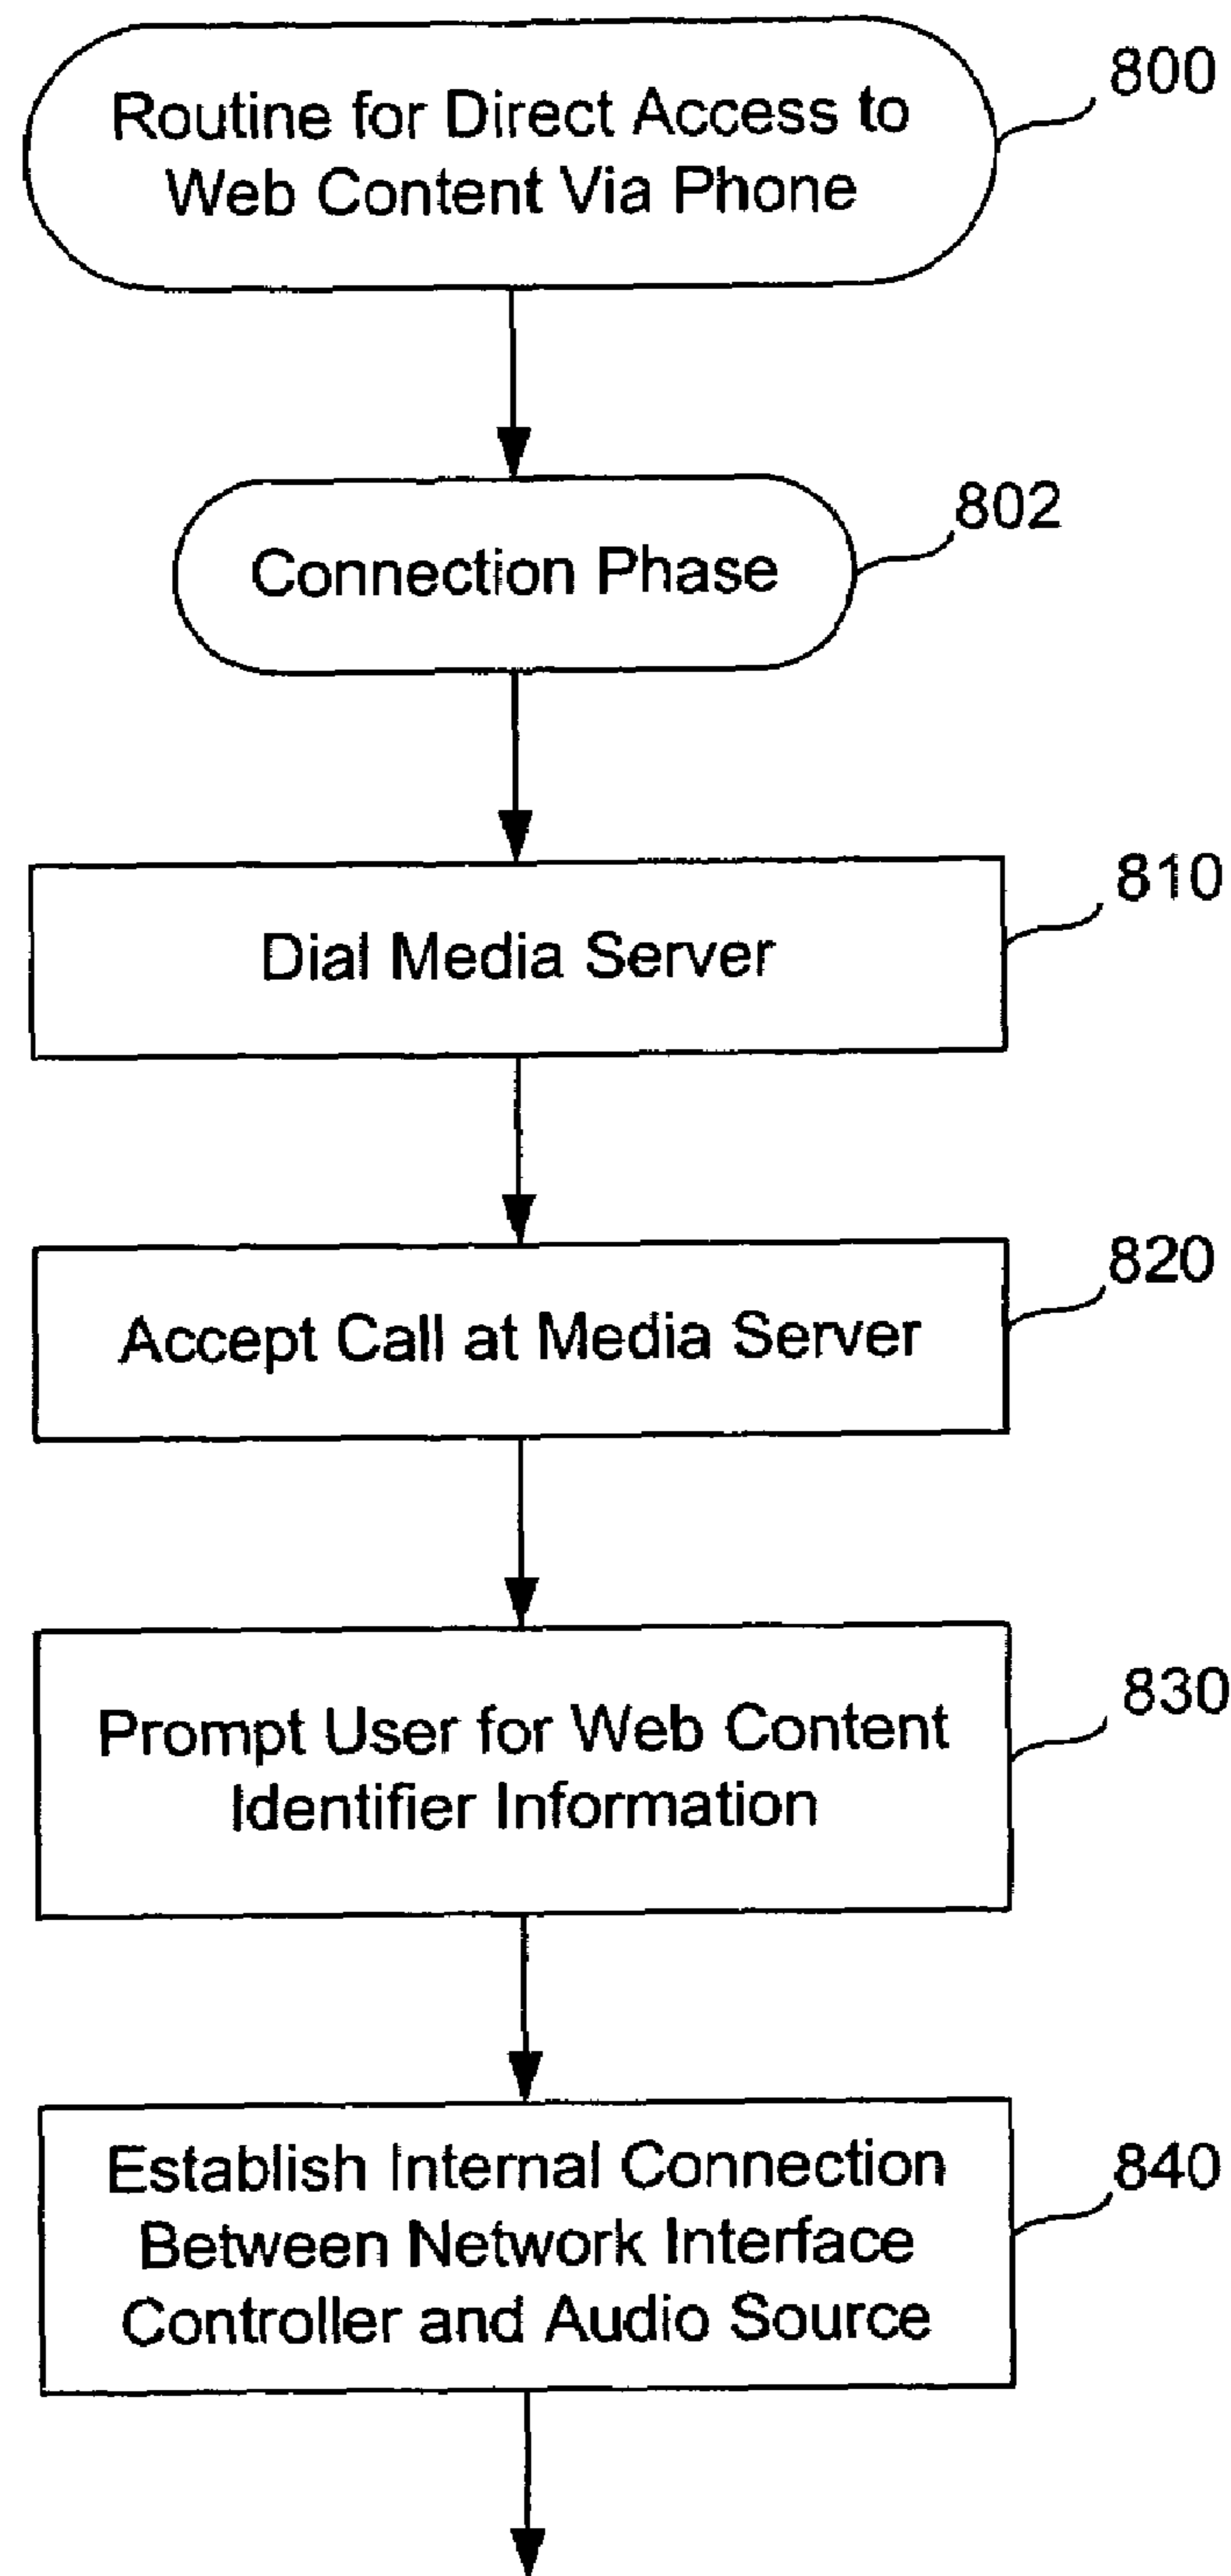 Routine for Direct Access to
Web Content Via Phone
800
Connection Phase
802
Dial Media Server
810
Accept Call at Media Server
820
Prompt User for Web Content
Identifier Information
830
Establish Internal Connection
Between Network Interface
Controller and Audio Source
840